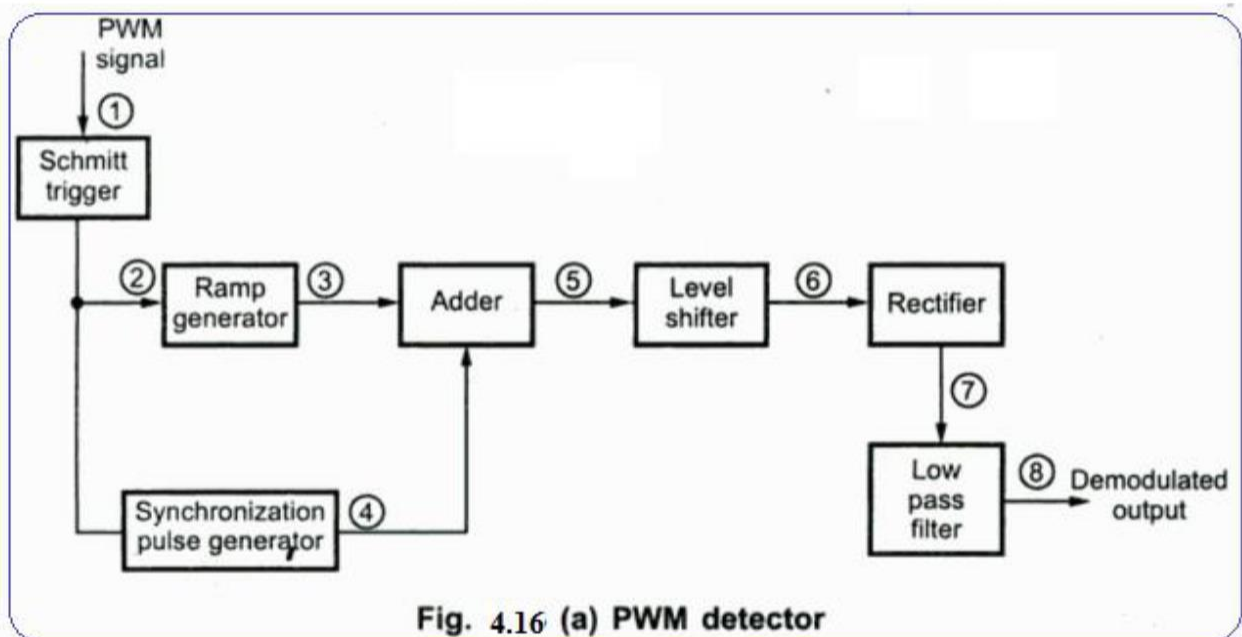 PWM
signal
①
Schmitt
trigger
②
Ramp
generator
③
Adder
⑤
Level
shifter
⑥
Rectifier
⑦
Synchronization
pulse generator
④
Low
pass
filter
⑧
Demodulated
output
Fig. 4.16 (a) PWM detector